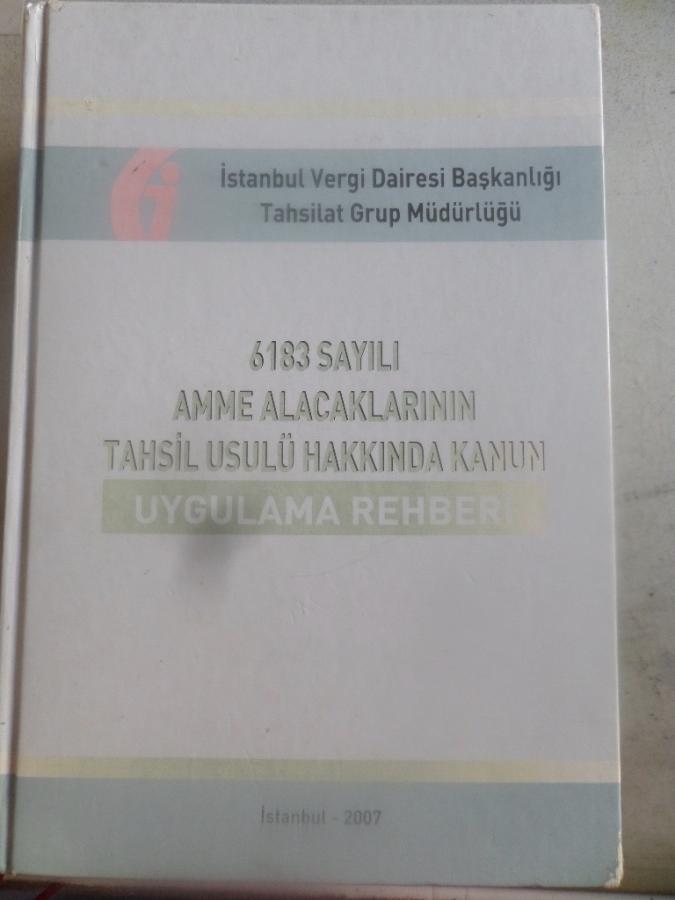 İstanbul Vergi Dairesi Başkanlığı
Tahsilat Grup Müdürlüğü
6183 SAYILI
AMME ALACAKLARININ
TAHSİL USULÜ HAKKINDA KANUN
UYGULAMA REHBERİ
İstanbul - 2007